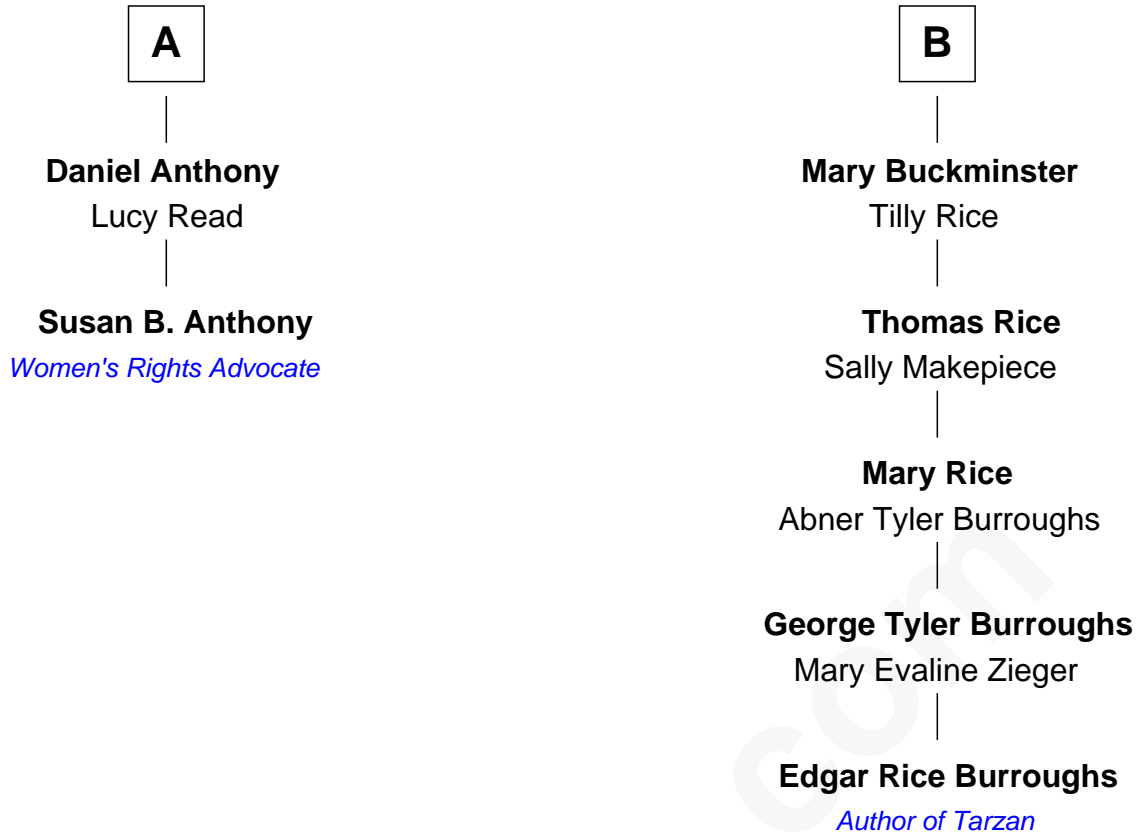 A
Daniel Anthony
Lucy Read
Susan B. Anthony
Women's Rights Advocate
B
Mary Buckminster
Tilly Rice
Thomas Rice
Sally Makepiece
Mary Rice
Abner Tyler Burroughs
George Tyler Burroughs
Mary Evaline Zieger
Edgar Rice Burroughs
Author of Tarzan
com